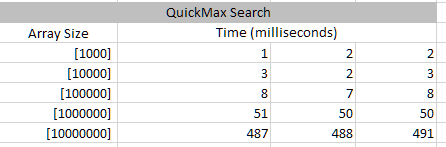 QuickMax Search
Array Size Time (milliseconds)
[1000] 1 2 2
[10000] 3 2 3
[100000] 8 7 8
[1000000] 51 50 50
[10000000] 487 488 491